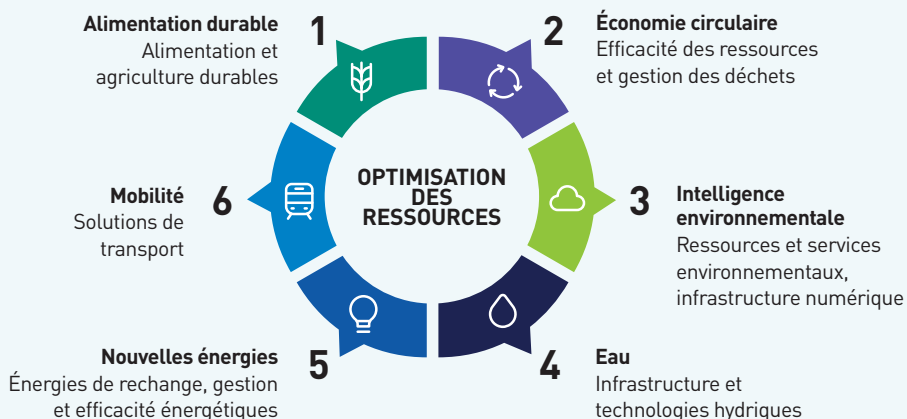 OPTIMISATION
DES
RESSOURCES
1
Alimentation durable
Alimentation et
agriculture durables
2
Économie circulaire
Efficacité des ressources
et gestion des déchets
3
Intelligence
environnementale
Ressources et services
environnementaux,
infrastructure numérique
4
Eau
Infrastructure et
technologies hydriques
5
Nouvelles énergies
Énergies de rechange, gestion
et efficacité énergétiques
6
Mobilité
Solutions de
transport